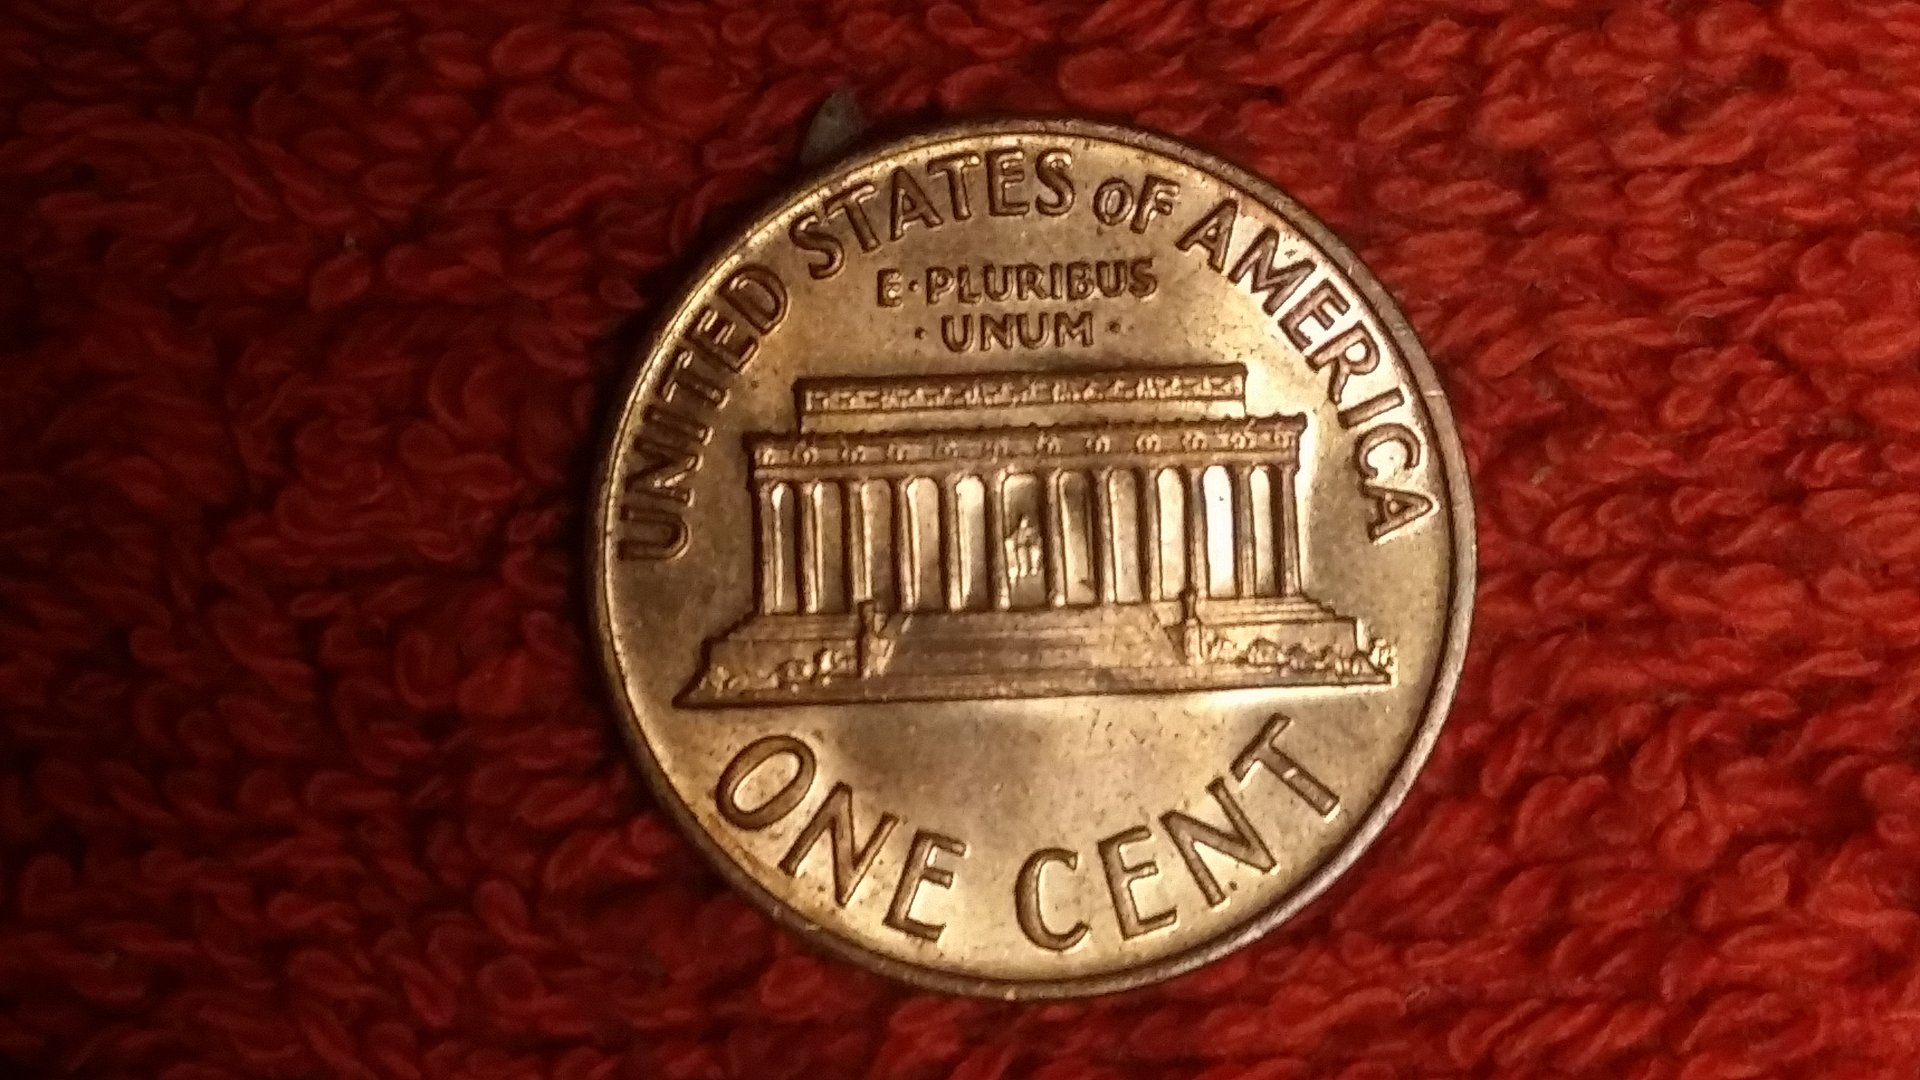 UNITED STATES OF AMERICA
E·PLURIBUS
·UNUM·
ONE CENT